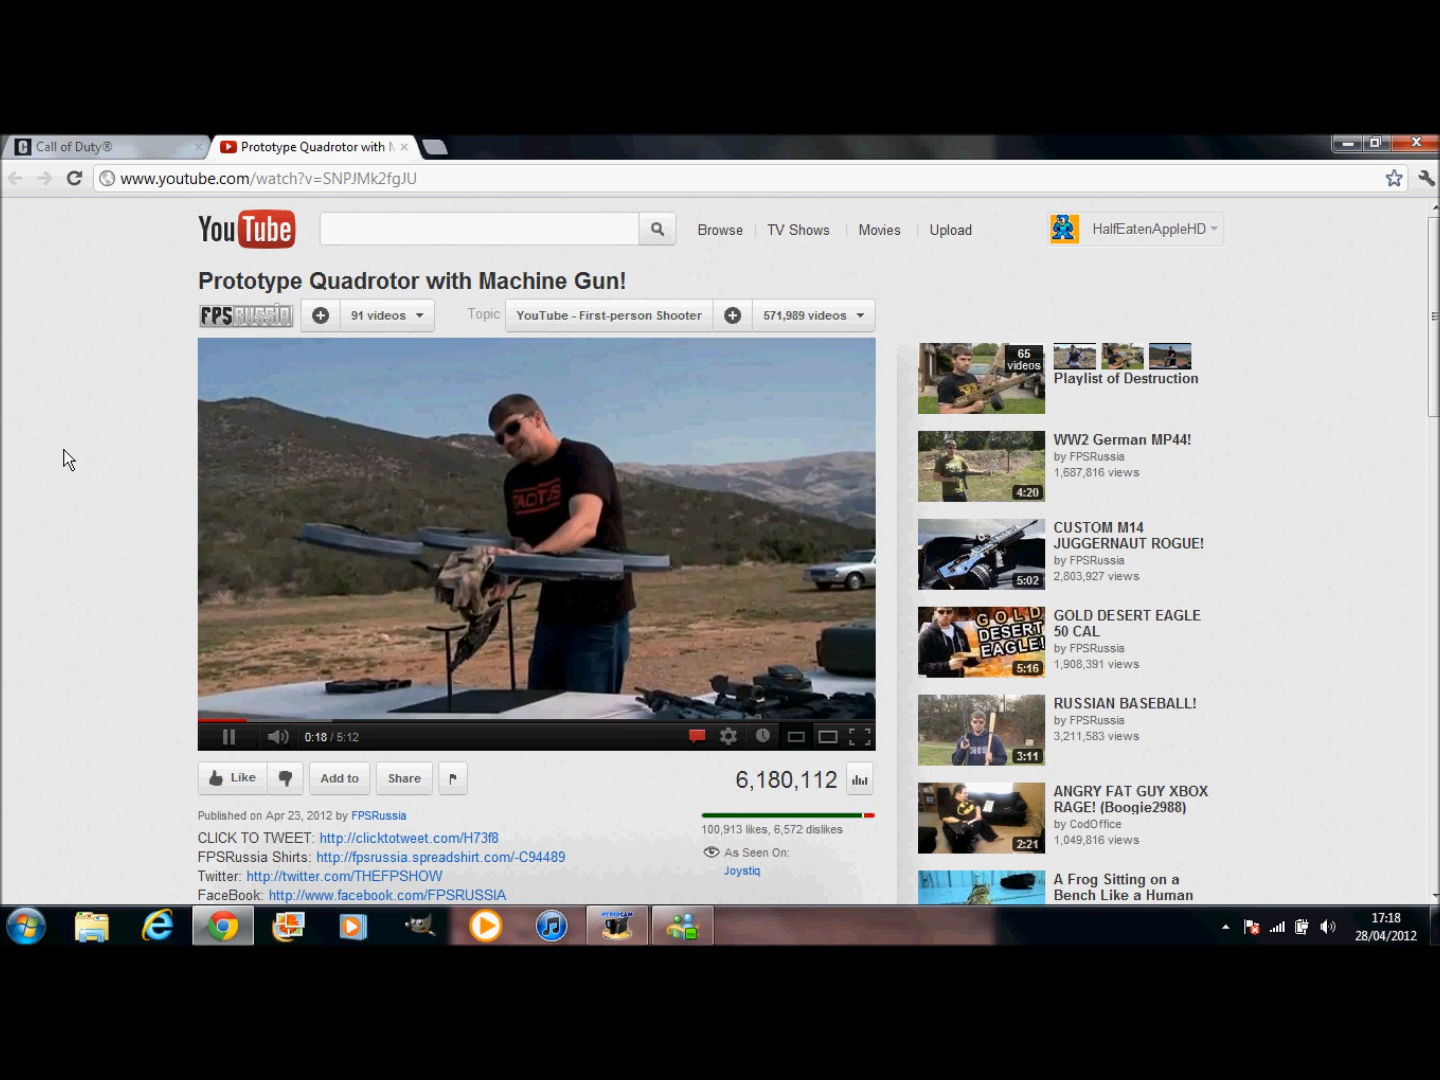 Call of Duty®
Prototype Quadrotor with M
www.youtube.com/watch?v=SNPJMk2fgJU
YouTube
Browse
TV Shows
Movies
Upload
HalfEatenAppleHD
Prototype Quadrotor with Machine Gun!
FPSRUSSIA
91 videos
Topic
YouTube - First-person Shooter
571,989 videos
TACTUS
0:18 / 5:12
Like
Add to
Share
6,180,112
Published on Apr 23, 2012 by FPSRussia
100,913 likes, 6,572 dislikes
CLICK TO TWEET: http://clicktotweet.com/H73f8
FPSRussia Shirts: http://fpsrussia.spreadshirt.com/-C94489
Twitter: http://twitter.com/THEFPSHOW
FaceBook: http://www.facebook.com/FPSRUSSIA
As Seen On:
Joystiq
65
videos
Playlist of Destruction
WW2 German MP44!
by FPSRussia
1,687,816 views
4:20
CUSTOM M14
JUGGERNAUT ROGUE!
by FPSRussia
2,803,927 views
5:02
GOLD
DESERT
EAGLE!
5:16
GOLD DESERT EAGLE
50 CAL
by FPSRussia
1,908,391 views
RUSSIAN BASEBALL!
by FPSRussia
3,211,583 views
3:11
ANGRY FAT GUY XBOX
RAGE! (Boogie2988)
by CodOffice
1,049,816 views
2:21
A Frog Sitting on a
Bench Like a Human
HYPERCAM
17:18
28/04/2012